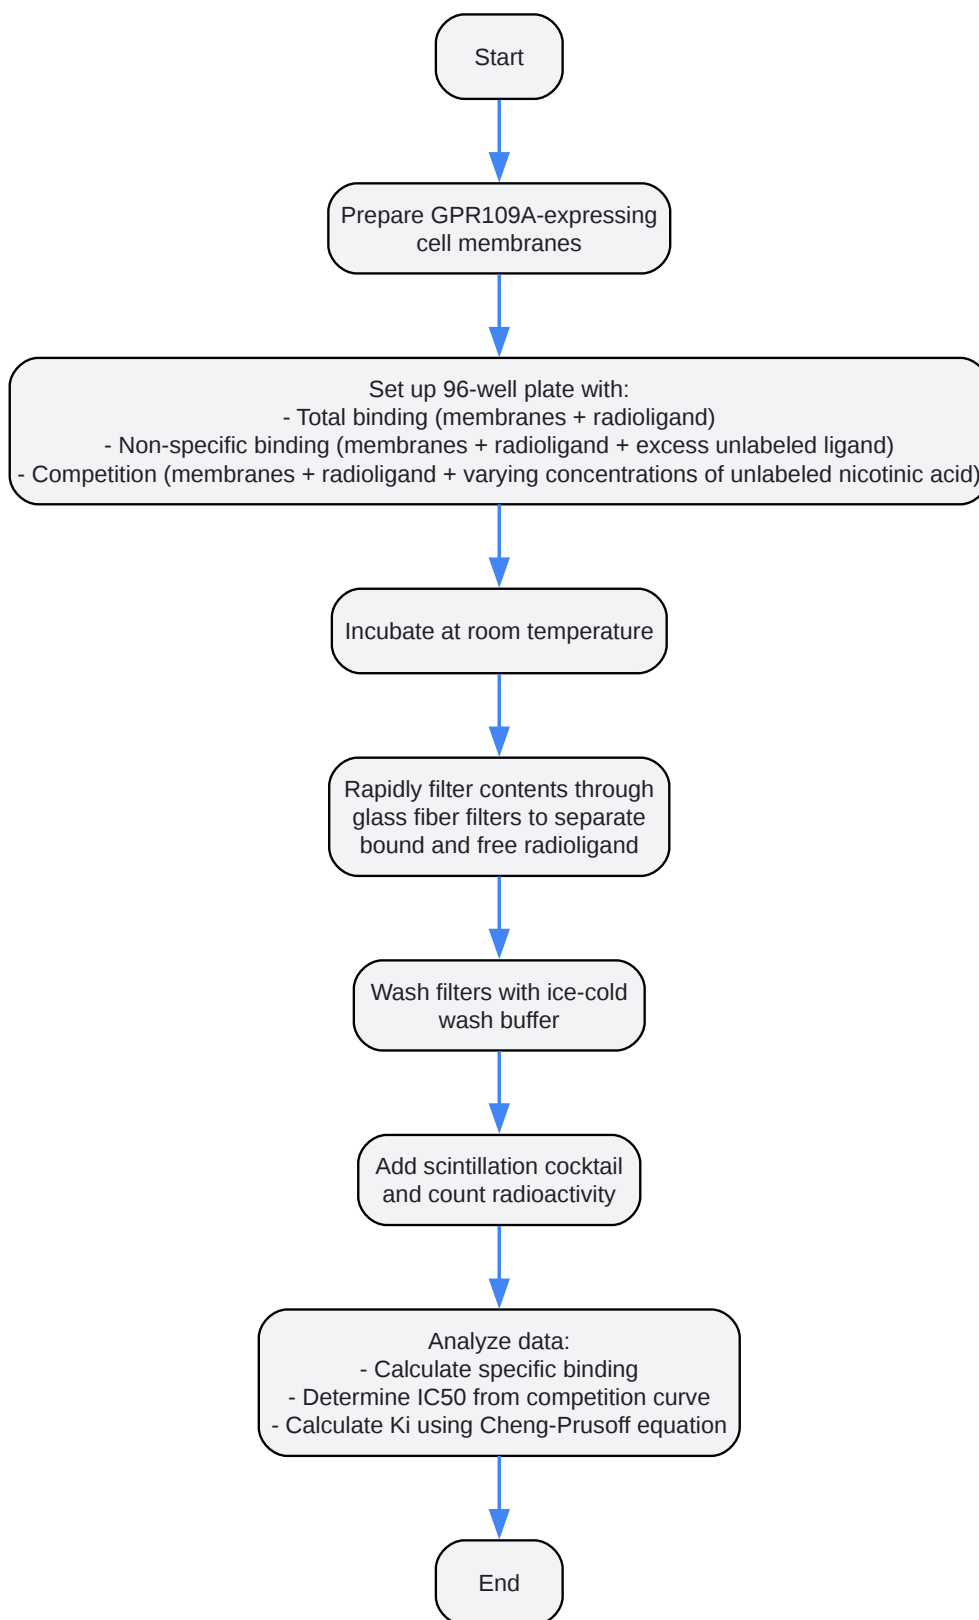 Start
Prepare GPR109A-expressing
cell membranes
Set up 96-well plate with:
- Total binding (membranes + radioligand)
- Non-specific binding (membranes + radioligand + excess unlabeled ligand)
- Competition (membranes + radioligand + varying concentrations of unlabeled nicotinic acid)
Incubate at room temperature
Rapidly filter contents through
glass fiber filters to separate
bound and free radioligand
Wash filters with ice-cold
wash buffer
Add scintillation cocktail
and count radioactivity
Analyze data:
- Calculate specific binding
- Determine IC50 from competition curve
- Calculate Ki using Cheng-Prusoff equation
End